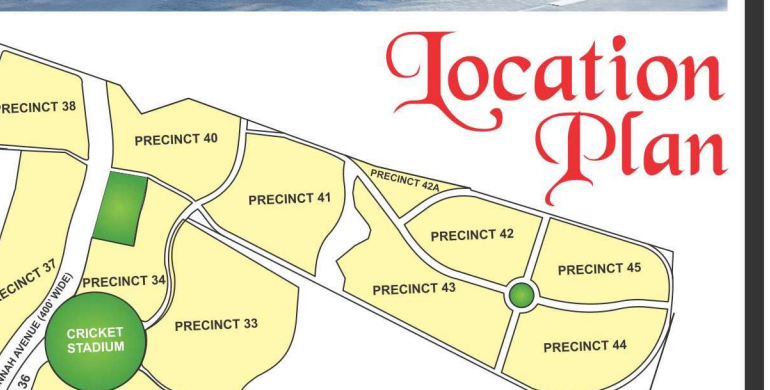 Location
Plan
PRECINCT 38
PRECINCT 40
PRECINCT 41
PRECINCT 42A
PRECINCT 42
PRECINCT 45
PRECINCT 37
PRECINCT 34
PRECINCT 43
PRECINCT 33
PRECINCT 44
CRICKET
STADIUM
AVENUE (400' WIDE)
36